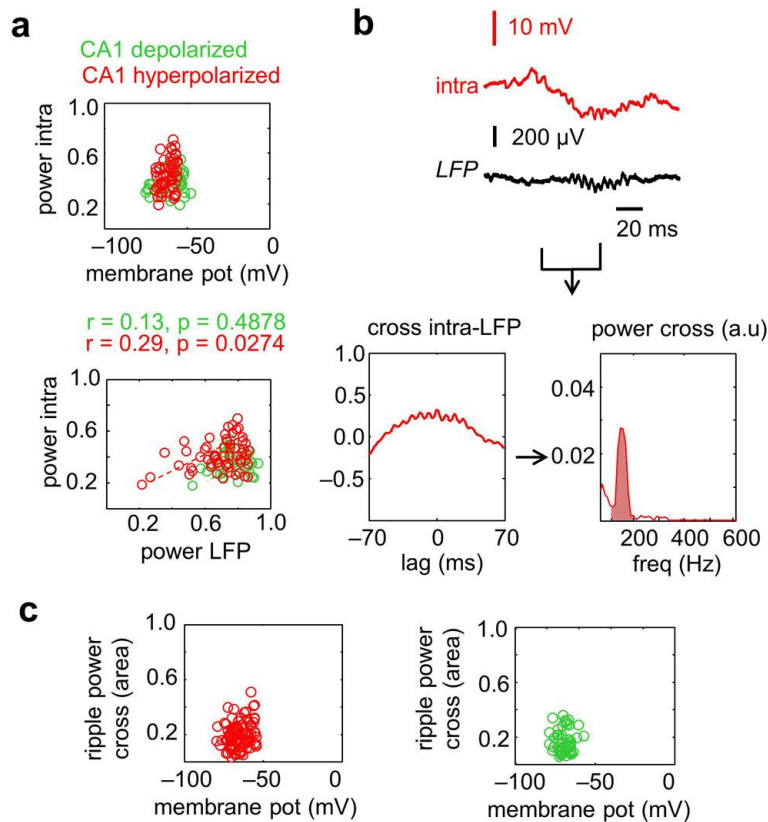 a
CA1 depolarized
CA1 hyperpolarized
power intra
1.0
0.6
0.2
–100
–50
0
membrane pot (mV)
r = 0.13, p = 0.4878
r = 0.29, p = 0.0274
power intra
1.0
0.6
0.2
0.2
0.6
1.0
power LFP
b
10 mV
intra
200 µV
LFP
20 ms
cross intra-LFP
1.0
0.5
0.0
–0.5
–70
0
70
lag (ms)
power cross (a.u)
0.04
0.02
200
400
600
freq (Hz)
c
ripple power
cross (area)
1.0
0.6
0.2
–100
–50
0
membrane pot (mV)
ripple power
cross (area)
1.0
0.6
0.2
–100
–50
0
membrane pot (mV)